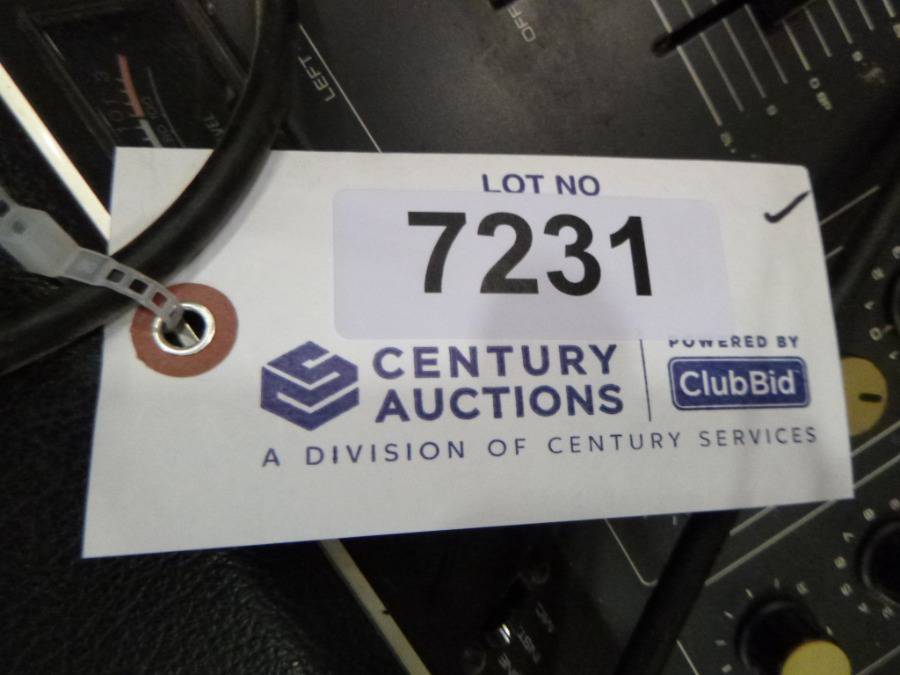 OFF
LEFT
LOT NO
7231
CENTURY AUCTIONS
POWERED BY
ClubBid
A DIVISION OF CENTURY SERVICES